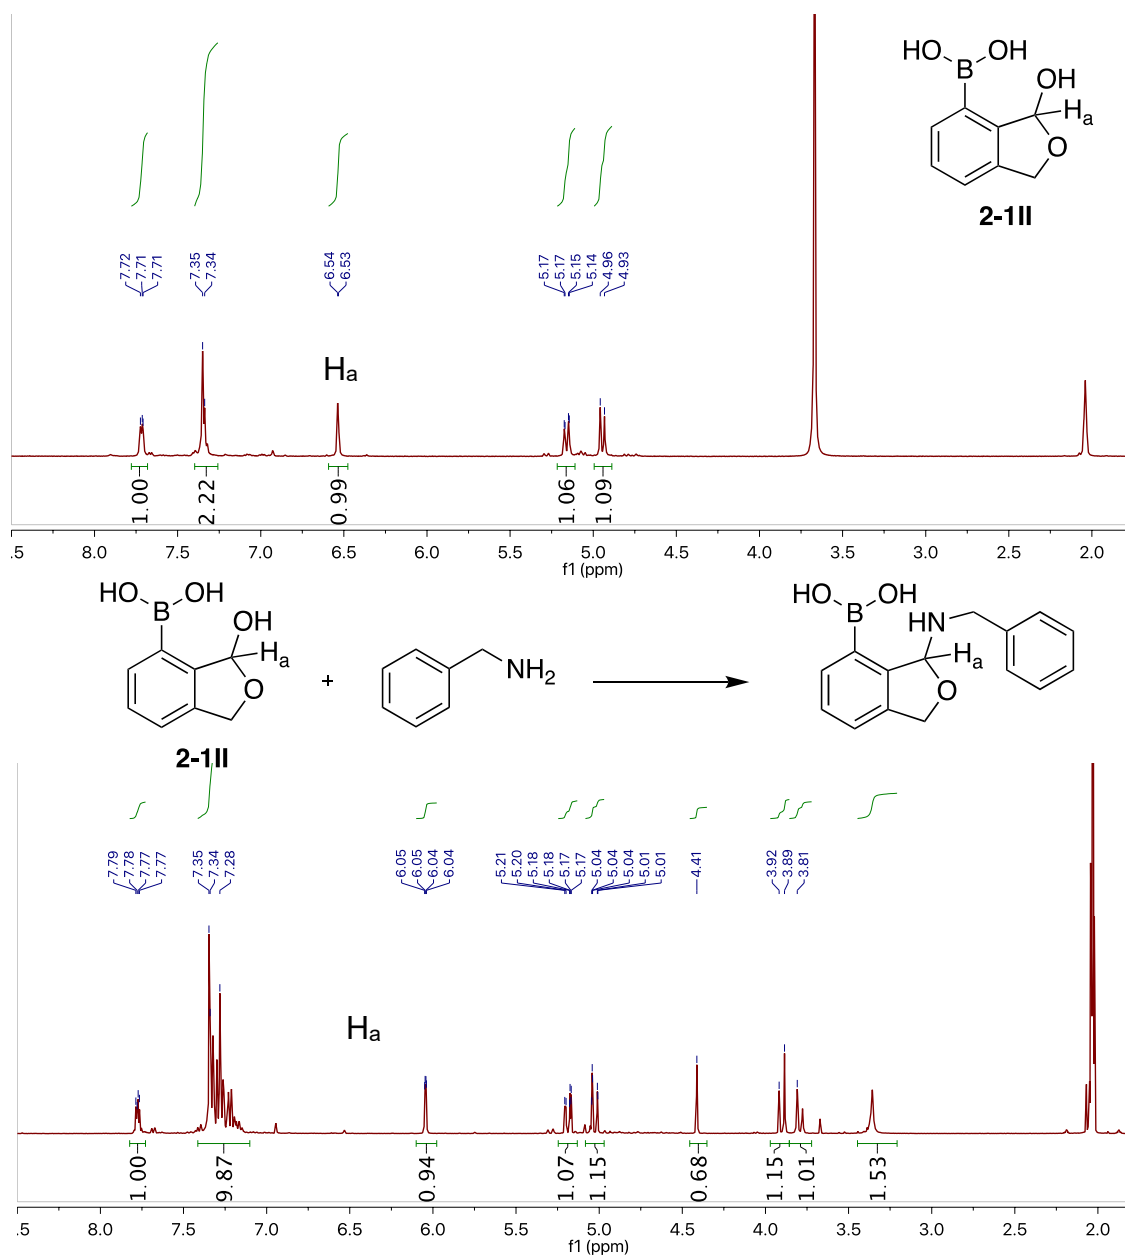 HO OH
B
OH
Ha
O
2-1II
7.72
7.71
7.71
7.35
7.34
6.54
6.53
5.17
5.17
5.15
5.14
4.96
4.93
Ha
1.00
2.22
0.99
1.06
1.09
.5 8.0 7.5 7.0 6.5 6.0 5.5 5.0 4.5 4.0 3.5 3.0 2.5 2.0
f1 (ppm)
HO OH
B
OH
Ha
O
2-1II
+
NH2
HO OH
B
HN
Ha
O
7.79
7.78
7.77
7.77
7.35
7.34
7.28
6.05
6.05
6.04
6.04
5.21
5.20
5.18
5.18
5.17
5.17
5.04
5.04
5.04
5.01
5.01
4.41
3.92
3.89
3.81
Ha
1.00
9.87
0.94
1.07
1.15
0.68
1.15
1.01
1.53
.5 8.0 7.5 7.0 6.5 6.0 5.5 5.0 4.5 4.0 3.5 3.0 2.5 2.0
f1 (ppm)